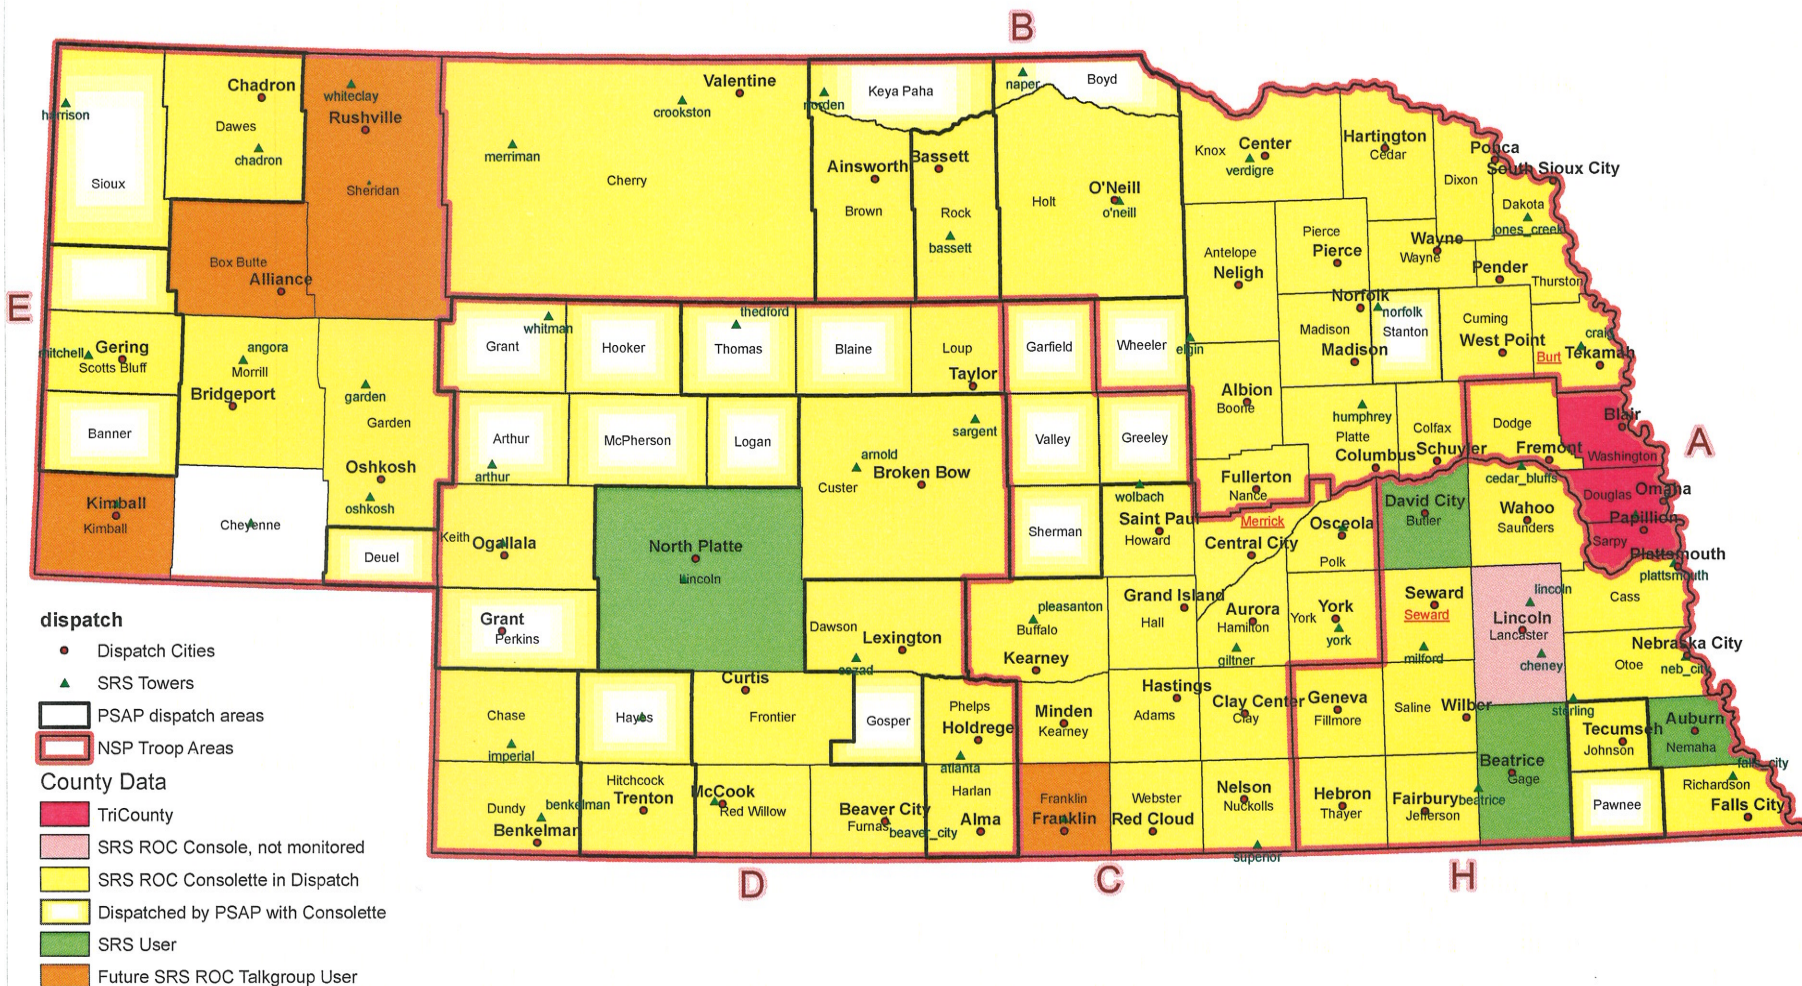 B
Chadron
whiteclay
Rushville
Dawes
chadron
Sheridan
harrison
Sioux
Valentine
crookston
merriman
Cherry
norden
Keya Paha
naper
Boyd
Ainsworth
Bassett
Brown
Rock
bassett
O'Neill
Holt
o'neill
Knox
Center
verdigre
Hartington
Cedar
Ponca
South Sioux City
Dixon
Dakota
jones_creek
Pierce
Pierce
Wayne
Wayne
Antelope
Neligh
Pender
Thurston
Box Butte
Alliance
E
Norfolk
norfolk
Madison
Madison
Stanton
Cuming
West Point
Burt
craig
Tekamah
Grant
whitman
Hooker
thedford
Thomas
Blaine
Loup
Taylor
Garfield
Wheeler
elgin
mitchell
Gering
Scotts Bluff
angora
Morrill
Bridgeport
garden
Garden
Albion
Boone
humphrey
Platte
Columbus
Colfax
Schuyler
Dodge
Fremont
Blair
Washington
A
Banner
Oshkosh
oshkosh
Arthur
arthur
McPherson
Logan
sargent
arnold
Broken Bow
Custer
Valley
Greeley
Fullerton
Nance
wolbach
cedar_bluffs
Douglas
Omaha
Papillion
Sarpy
Kimball
Kimball
Cheyenne
Deuel
Keith
Ogallala
North Platte
Lincoln
Sherman
Saint Paul
Howard
Merrick
Central City
Osceola
Polk
David City
Butler
Wahoo
Saunders
Plattsmouth
plattsmouth
Cass
Grant
Perkins
Dawson
Lexington
cozad
pleasanton
Buffalo
Kearney
Grand Island
Hall
Aurora
Hamilton
giltner
York
York
york
Seward
Seward
milford
lincoln
Lincoln
Lancaster
cheney
Nebraska City
Otoe
neb_city
Chase
imperial
Hayes
Curtis
Frontier
Gosper
Phelps
Holdrege
atlanta
Minden
Kearney
Hastings
Adams
Clay Center
Clay
Geneva
Fillmore
Saline
Wilber
sterling
Tecumseh
Johnson
Auburn
Nemaha
Dundy
benkelman
Benkelman
Hitchcock
Trenton
McCook
Red Willow
Beaver City
Furnas
beaver_city
Harlan
Alma
Franklin
Franklin
Webster
Red Cloud
Nelson
Nuckolls
superior
Hebron
Thayer
Fairbury
Jefferson
beatrice
Beatrice
Gage
Pawnee
falls_city
Richardson
Falls City
D
C
H
dispatch
Dispatch Cities
SRS Towers
PSAP dispatch areas
NSP Troop Areas
County Data
TriCounty
SRS ROC Console, not monitored
SRS ROC Consolette in Dispatch
Dispatched by PSAP with Consolette
SRS User
Future SRS ROC Talkgroup User